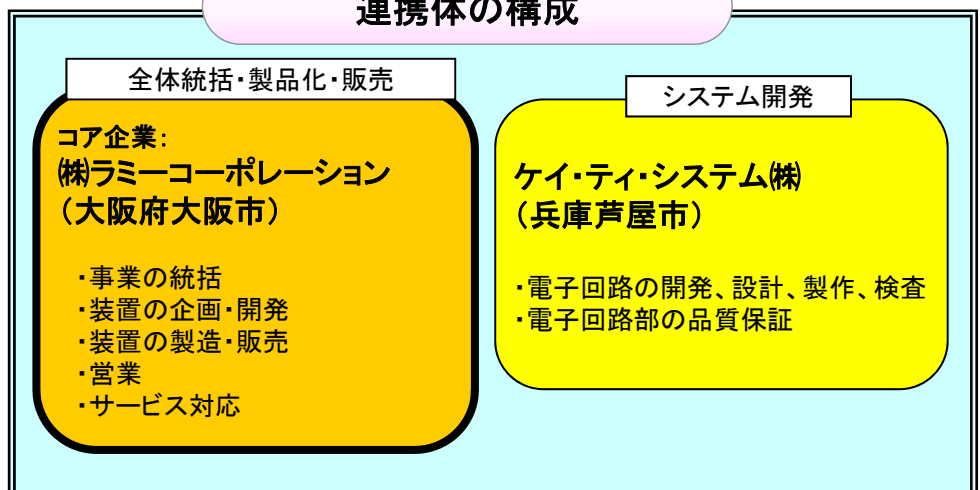 連携体の構成
全体統括・製品化・販売
コア企業:
㈱ラミーコーポレーション
（大阪府大阪市）
・事業の統括
・装置の企画・開発
・装置の製造・販売
・営業
・サービス対応
システム開発
ケイ・ティ・システム㈱
（兵庫芦屋市）
・電子回路の開発、設計、製作、検査
・電子回路部の品質保証